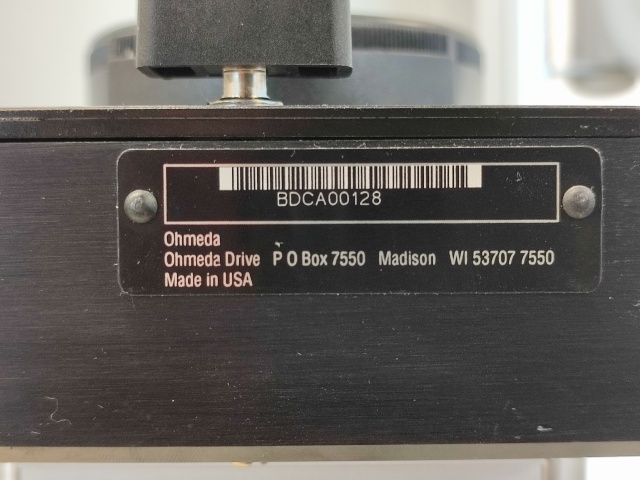 BDCA00128
Ohmeda
Ohmeda Drive P O Box 7550 Madison WI 53707 7550
Made in USA